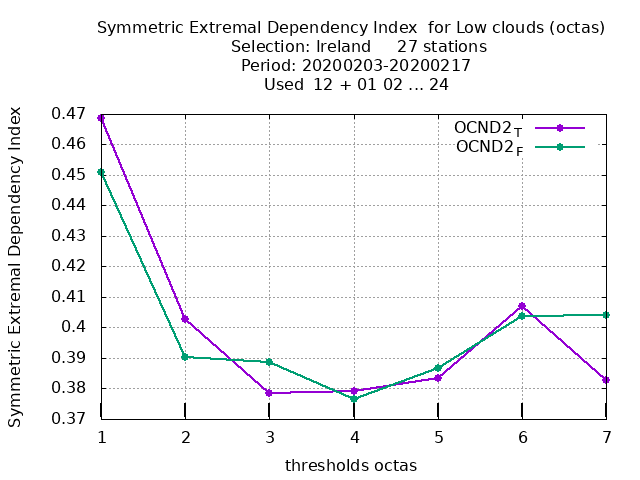 Symmetric Extremal Dependency Index  for Low clouds (octas)
Selection: Ireland     27 stations
Period: 20200203-20200217
Used  12 + 01 02 ... 24
Symmetric Extremal Dependency Index
0.47
0.46
0.45
0.44
0.43
0.42
0.41
0.4
0.39
0.38
0.37
OCND2T
OCND2F
1 2 3 4 5 6 7
thresholds octas